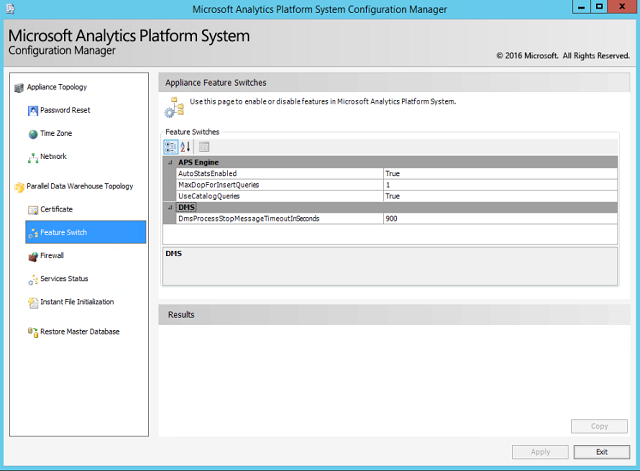 Microsoft Analytics Platform System Configuration Manager
Microsoft Analytics Platform System
Configuration Manager
© 2016 Microsoft. All Rights Reserved.
Appliance Topology
Password Reset
Time Zone
Network
Parallel Data Warehouse Topology
Certificate
Feature Switch
Firewall
Services Status
Instant File Initialization
Restore Master Database
Appliance Feature Switches
Use this page to enable or disable features in Microsoft Analytics Platform System.
Feature Switches
APS Engine
AutoStatsEnabled True
MaxDopForInsertQueries 1
UseCatalogQueries True
DMS
DmsProcessStopMessageTimeoutInSeconds 900
DMS
Results
Copy
Apply Exit